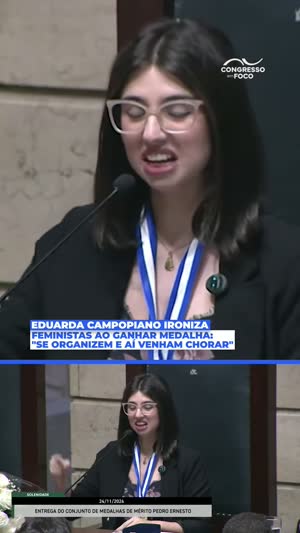 CONGRESSO
EM FOCO
EDUARDA CAMPOPIANO IRONIZA
FEMINISTAS AO GANHAR MEDALHA:
"SE ORGANIZEM E AÍ VENHAM CHORAR"
SOLENIDADE
24/11/2024
ENTREGA DO CONJUNTO DE MEDALHAS DE MÉRITO PEDRO ERNESTO